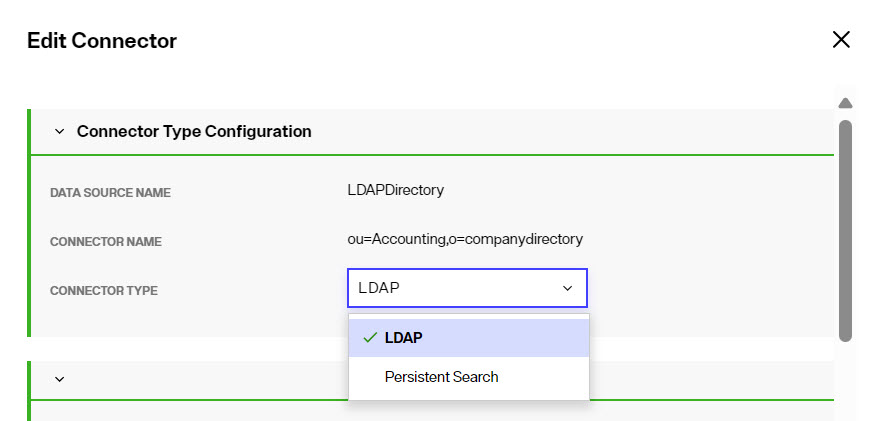 Edit Connector
Connector Type Configuration
DATA SOURCE NAME LDAPDirectory
CONNECTOR NAME ou=Accounting,o=companydirectory
CONNECTOR TYPE LDAP
LDAP
Persistent Search